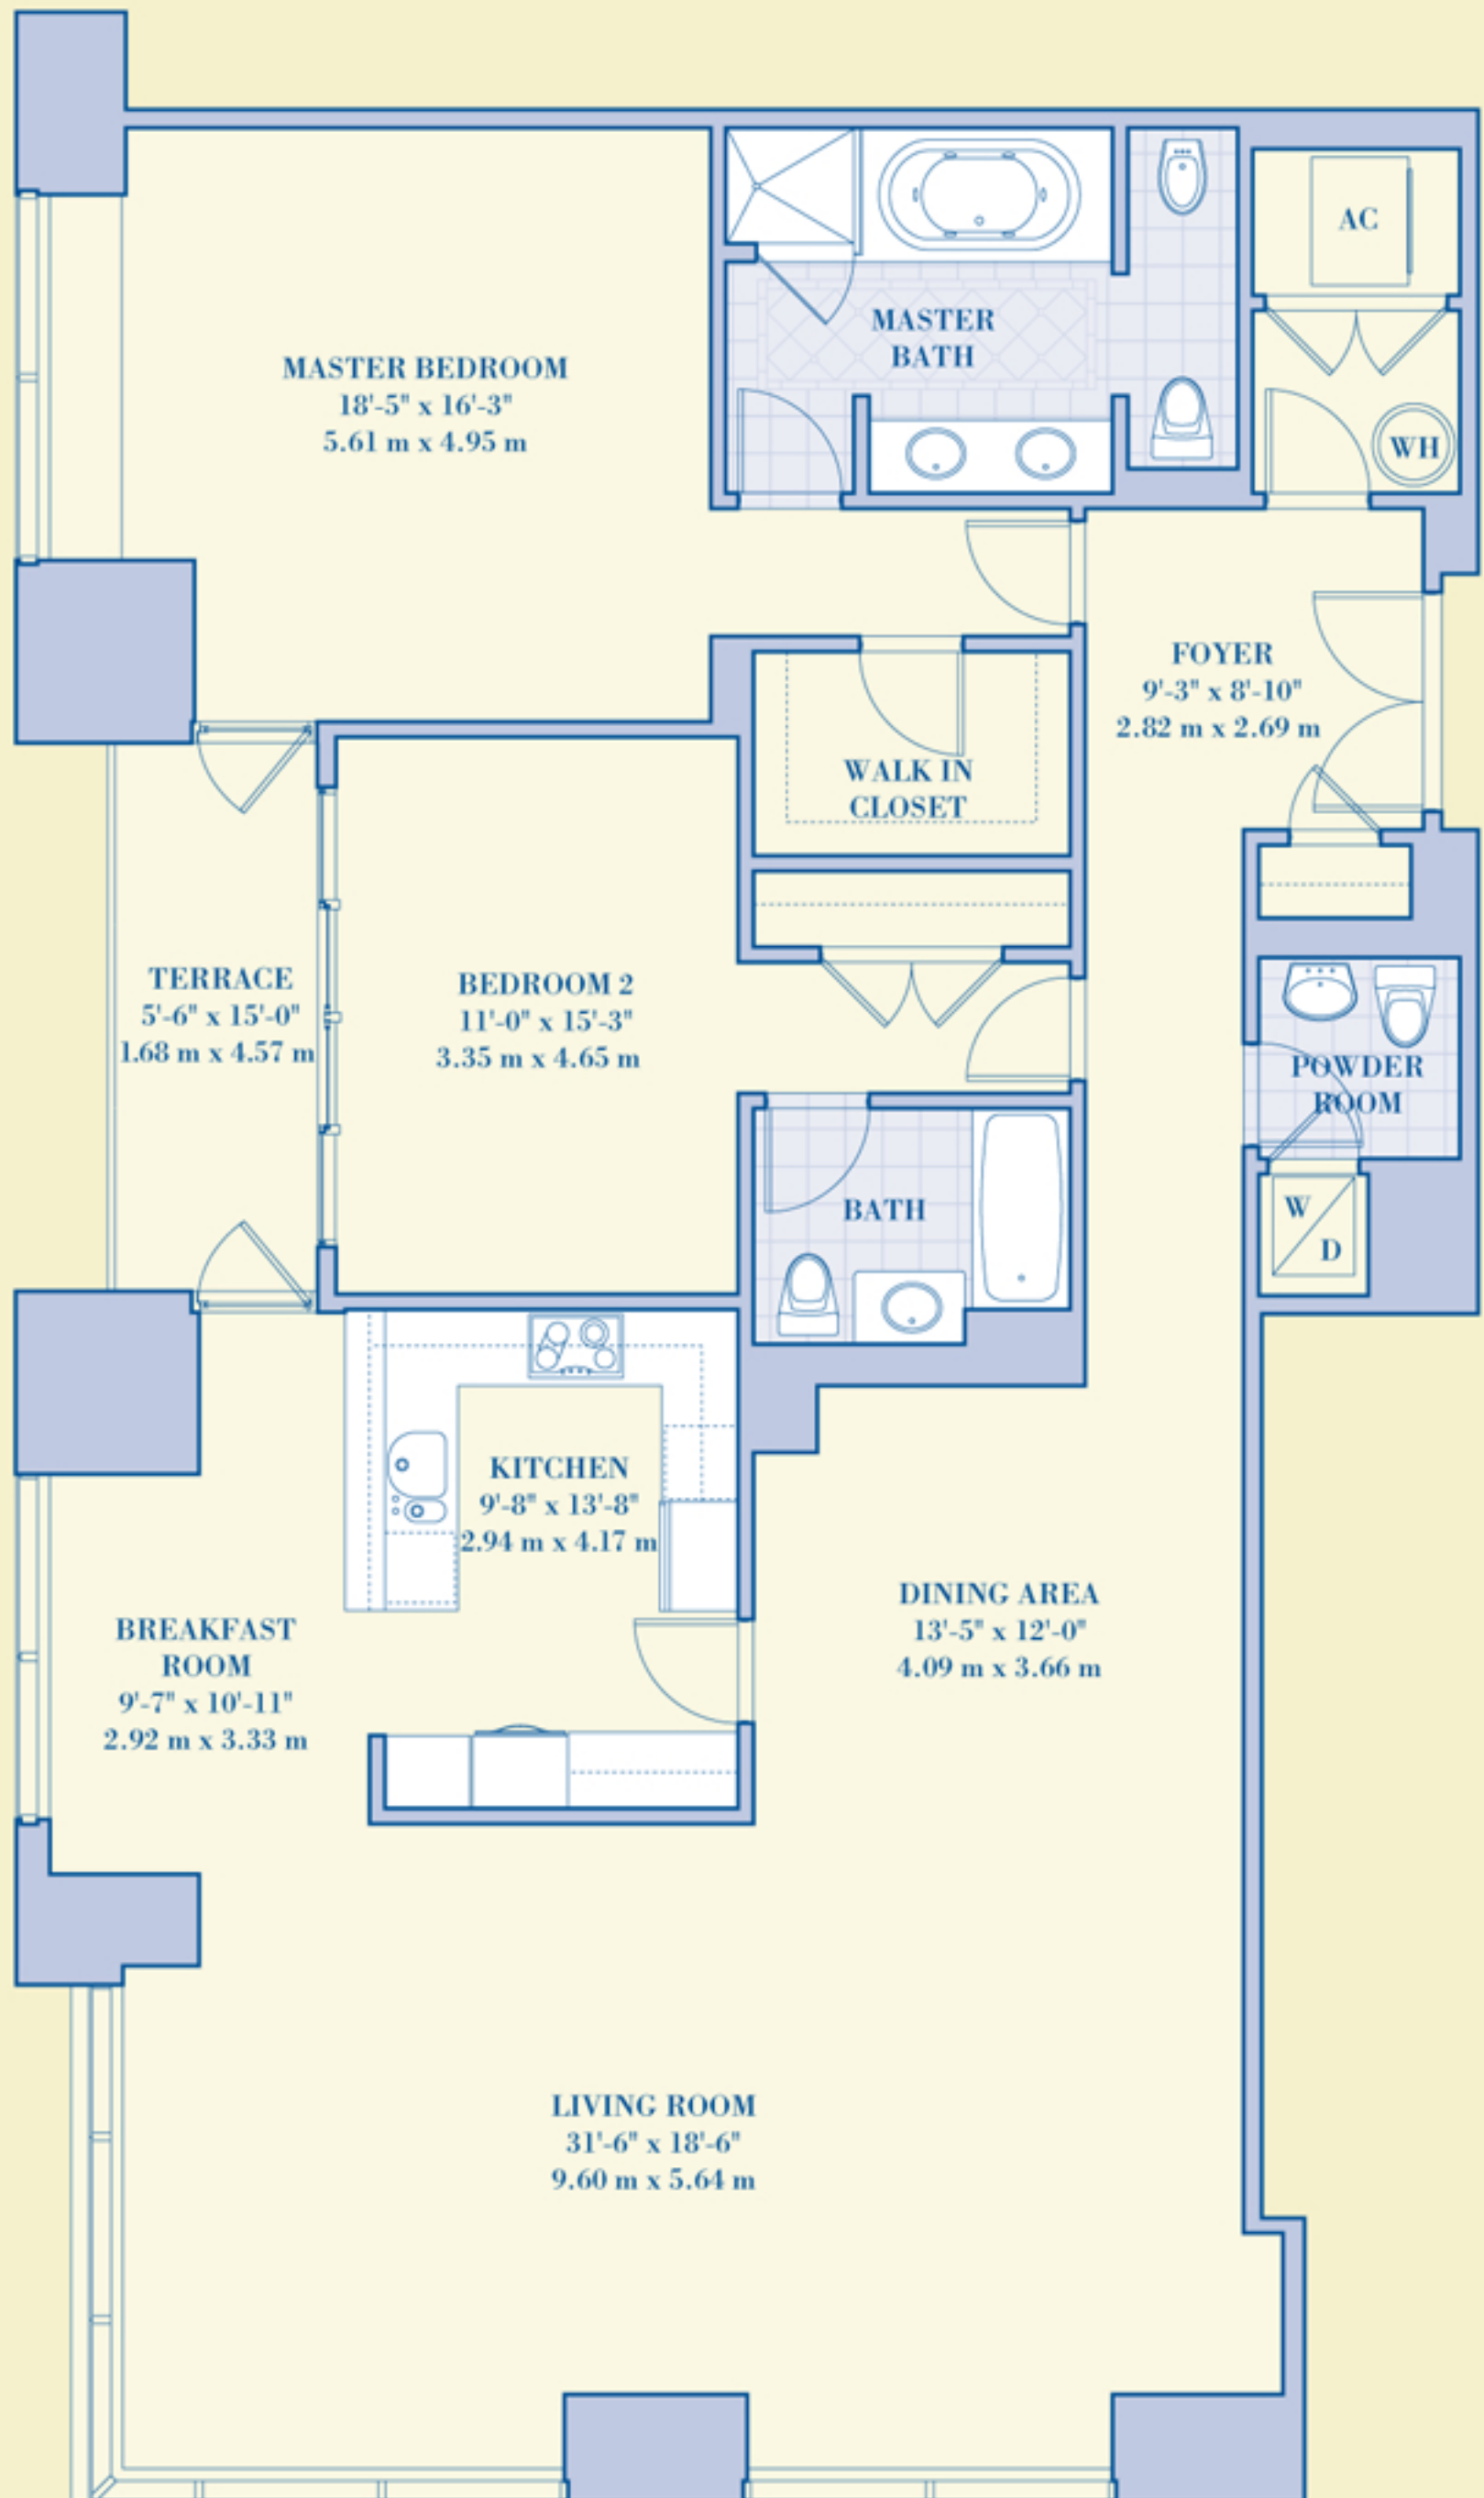 AC
MASTER
BATH
MASTER BEDROOM
18'-5" x 16'-3"
5.61 m x 4.95 m
WH
FOYER
9'-3" x 8'-10"
2.82 m x 2.69 m
WALK IN
CLOSET
TERRACE
5'-6" x 15'-0"
1.68 m x 4.57 m
BEDROOM 2
11'-0" x 15'-3"
3.35 m x 4.65 m
POWDER
ROOM
BATH
W
D
KITCHEN
9'-8" x 13'-8"
2.94 m x 4.17 m
DINING AREA
13'-5" x 12'-0"
4.09 m x 3.66 m
BREAKFAST
ROOM
9'-7" x 10'-11"
2.92 m x 3.33 m
LIVING ROOM
31'-6" x 18'-6"
9.60 m x 5.64 m